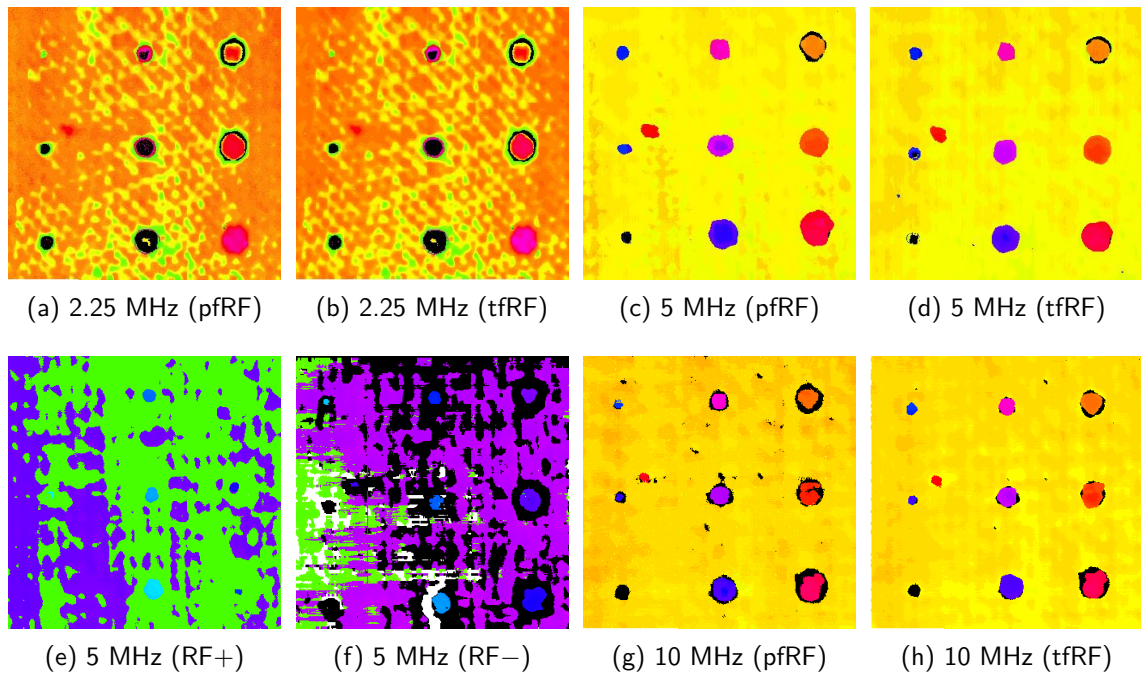 (a) 2.25 MHz (pfRF)
(b) 2.25 MHz (tfRF)
(c) 5 MHz (pfRF)
(d) 5 MHz (tfRF)
(e) 5 MHz (RF+)
(f) 5 MHz (RF−)
(g) 10 MHz (pfRF)
(h) 10 MHz (tfRF)